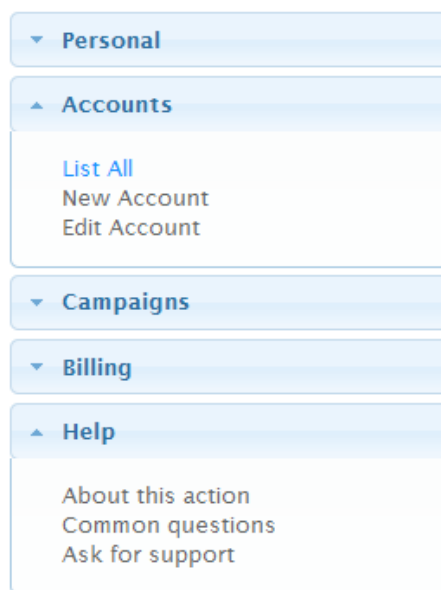 Personal
Accounts
List All
New Account
Edit Account
Campaigns
Billing
Help
About this action
Common questions
Ask for support